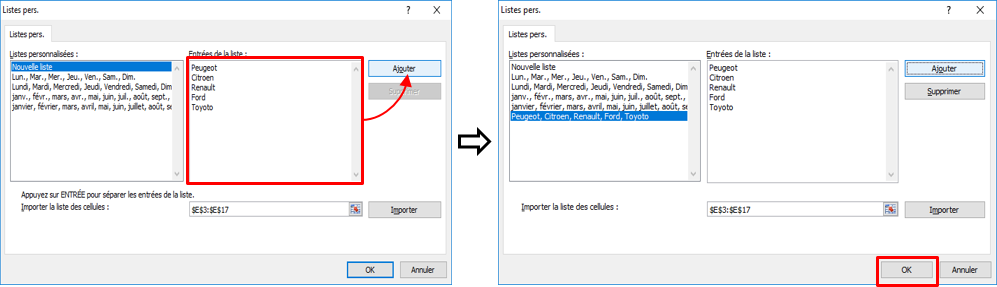 Listes pers.
?
Listes pers.
Listes personnalisées :
Entrées de la liste :
Nouvelle liste
Lun., Mar., Mer., Jeu., Ven., Sam., Dim.
Lundi, Mardi, Mercredi, Jeudi, Vendredi, Samedi, Dima
janv., févr., mars, avr., mai, juin, juil., août, sept.,
janvier, février, mars, avril, mai, juin, juillet, août, se
Peugeot
Citroen
Renault
Ford
Toyoto
Ajouter
Supprimer
Appuyez sur ENTRÉE pour séparer les entrées de la liste.
Importer la liste des cellules :
$E$3:$E$17
Importer
OK
Annuler
Listes pers.
?
Listes pers.
Listes personnalisées :
Entrées de la liste :
Nouvelle liste
Lun., Mar., Mer., Jeu., Ven., Sam., Dim.
Lundi, Mardi, Mercredi, Jeudi, Vendredi, Samedi, Dima
janv., févr., mars, avr., mai, juin, juil., août, sept.,
janvier, février, mars, avril, mai, juin, juillet, août, se
Peugeot, Citroen, Renault, Ford, Toyoto
Peugeot
Citroen
Renault
Ford
Toyoto
Ajouter
Supprimer
Importer la liste des cellules :
$E$3:$E$17
Importer
OK
Annuler